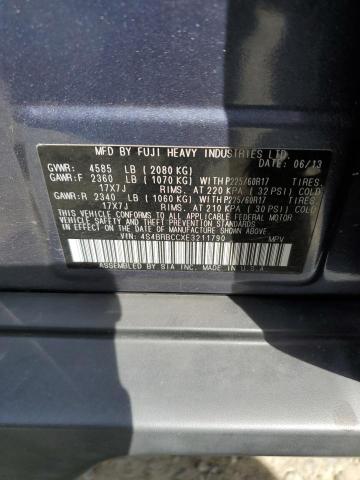 MFD BY FUJI HEAVY INDUSTRIES LTD.
DATE: 06/13
GVWR: 4585 LB (2080 KG)
GAWR:F 2360 LB (1070 KG) WITH P225/60R17 TIRES,
17X7J RIMS, AT 220 KPA (32 PSI) COLD
GAWR:R 2340 LB (1060 KG) WITH P225/60R17 TIRES,
17X7J RIMS, AT 210 KPA (30 PSI) COLD
THIS VEHICLE CONFORMS TO ALL APPLICABLE FEDERAL MOTOR
VEHICLE SAFETY AND THEFT PREVENTION STANDARDS IN
EFFECT ON THE DATE OF MANUFACTURE SHOWN ABOVE.
VIN: 4S4BRBCCXE3211790 MPV
ASSEMBLED BY SIA INC. MADE IN U.S.A.